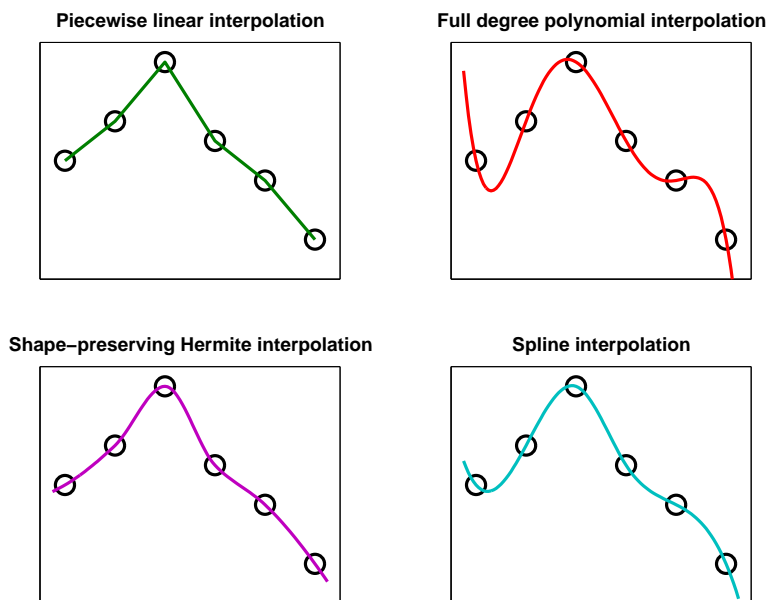 Piecewise linear interpolation
Full degree polynomial interpolation
Shape−preserving Hermite interpolation
Spline interpolation